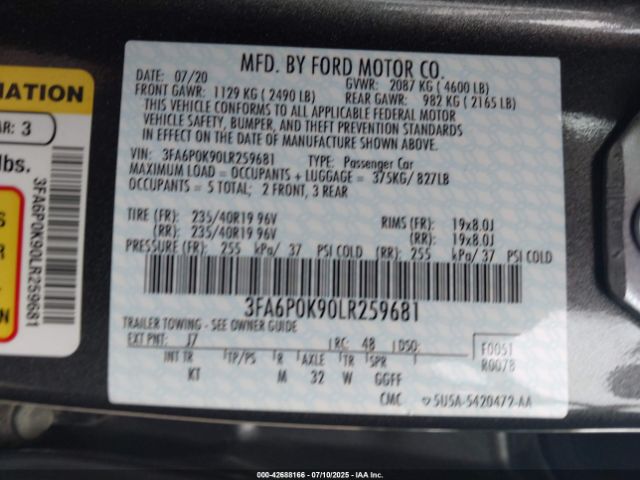 MFD. BY FORD MOTOR CO.
DATE: 07/20 GVWR: 2087 KG ( 4600 LB)
FRONT GAWR: 1129 KG ( 2490 LB) REAR GAWR: 982 KG ( 2165 LB)
THIS VEHICLE CONFORMS TO ALL APPLICABLE FEDERAL MOTOR
VEHICLE SAFETY, BUMPER, AND THEFT PREVENTION STANDARDS
IN EFFECT ON THE DATE OF MANUFACTURE SHOWN ABOVE.
VIN: 3FA6P0K90LR259681 TYPE: Passenger Car
MAXIMUM LOAD = OCCUPANTS + LUGGAGE = 375KG/ 827LB
OCCUPANTS = 5 TOTAL; 2 FRONT, 3 REAR
TIRE (FR): 235/40R19 96V RIMS (FR): 19x8.0J
(RR): 235/40R19 96V (RR): 19x8.0J
PRESSURE (FR): 255 kPa/ 37 PSI COLD (RR): 255 kPa/ 37 PSI COLD
3FA6P0K90LR259681
TRAILER TOWING - SEE OWNER GUIDE
EXT PNT: J7 RC: 48 DSO: F0051
INT TR TP/PS R AXLE TR SPR R0078
KT M 32 W GGFF
CMC 5U5A-5420472-AA
MATION
AR: 3
lbs.
3FA6P0K90LR259681
S
R
ON
000-42688166 - 07/10/2025 - IAA, Inc.